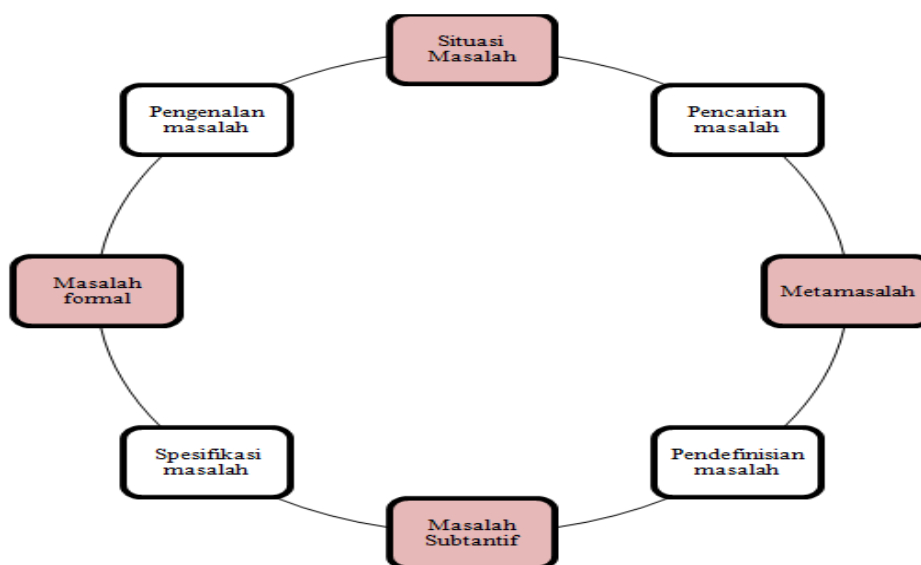 Situasi
Masalah
Pengenalan
masalah
Pencarian
masalah
Masalah
formal
Metamasalah
Spesifikasi
masalah
Pendefinisian
masalah
Masalah
Subtantif